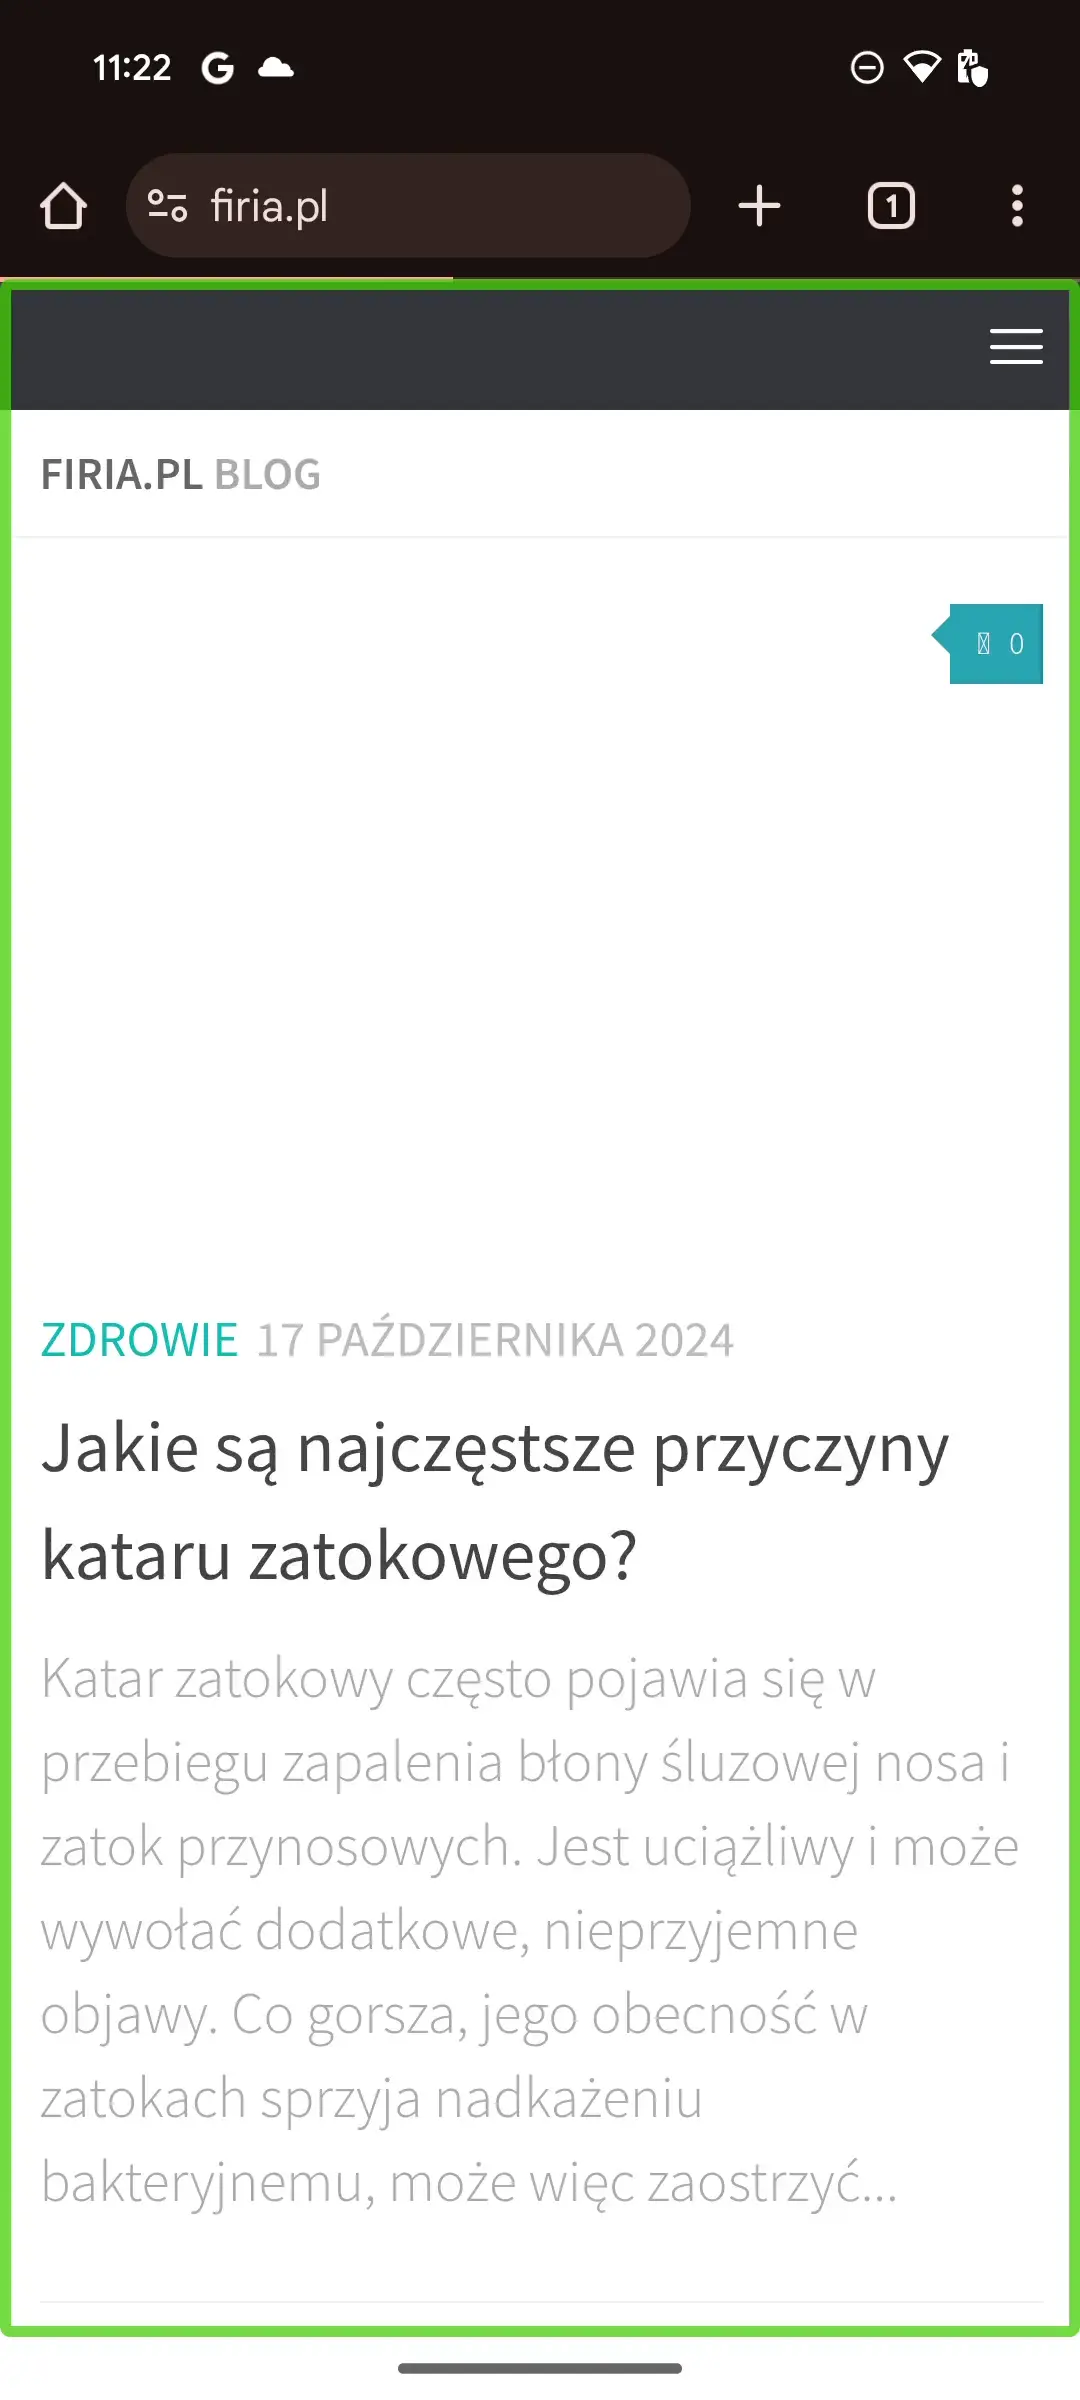 11:22
firia.pl
1
FIRIA.PL BLOG
0
ZDROWIE 17 PAŹDZIERNIKA 2024
Jakie są najczęstsze przyczyny
kataru zatokowego?
Katar zatokowy często pojawia się w
przebiegu zapalenia błony śluzowej nosa i
zatok przynosowych. Jest uciążliwy i może
wywołać dodatkowe, nieprzyjemne
objawy. Co gorsza, jego obecność w
zatokach sprzyja nadkażeniu
bakteryjnemu, może więc zaostrzyć...